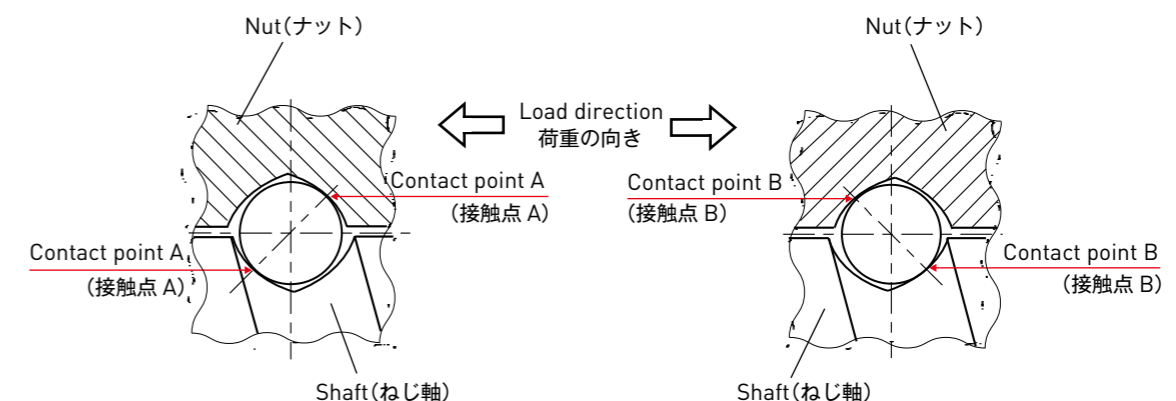 Nut(ナット)
Nut(ナット)
Load direction
荷重の向き
Contact point A
(接触点 A)
Contact point B
(接触点 B)
Contact point A
(接触点 A)
Contact point B
(接触点 B)
Shaft(ねじ軸)
Shaft(ねじ軸)